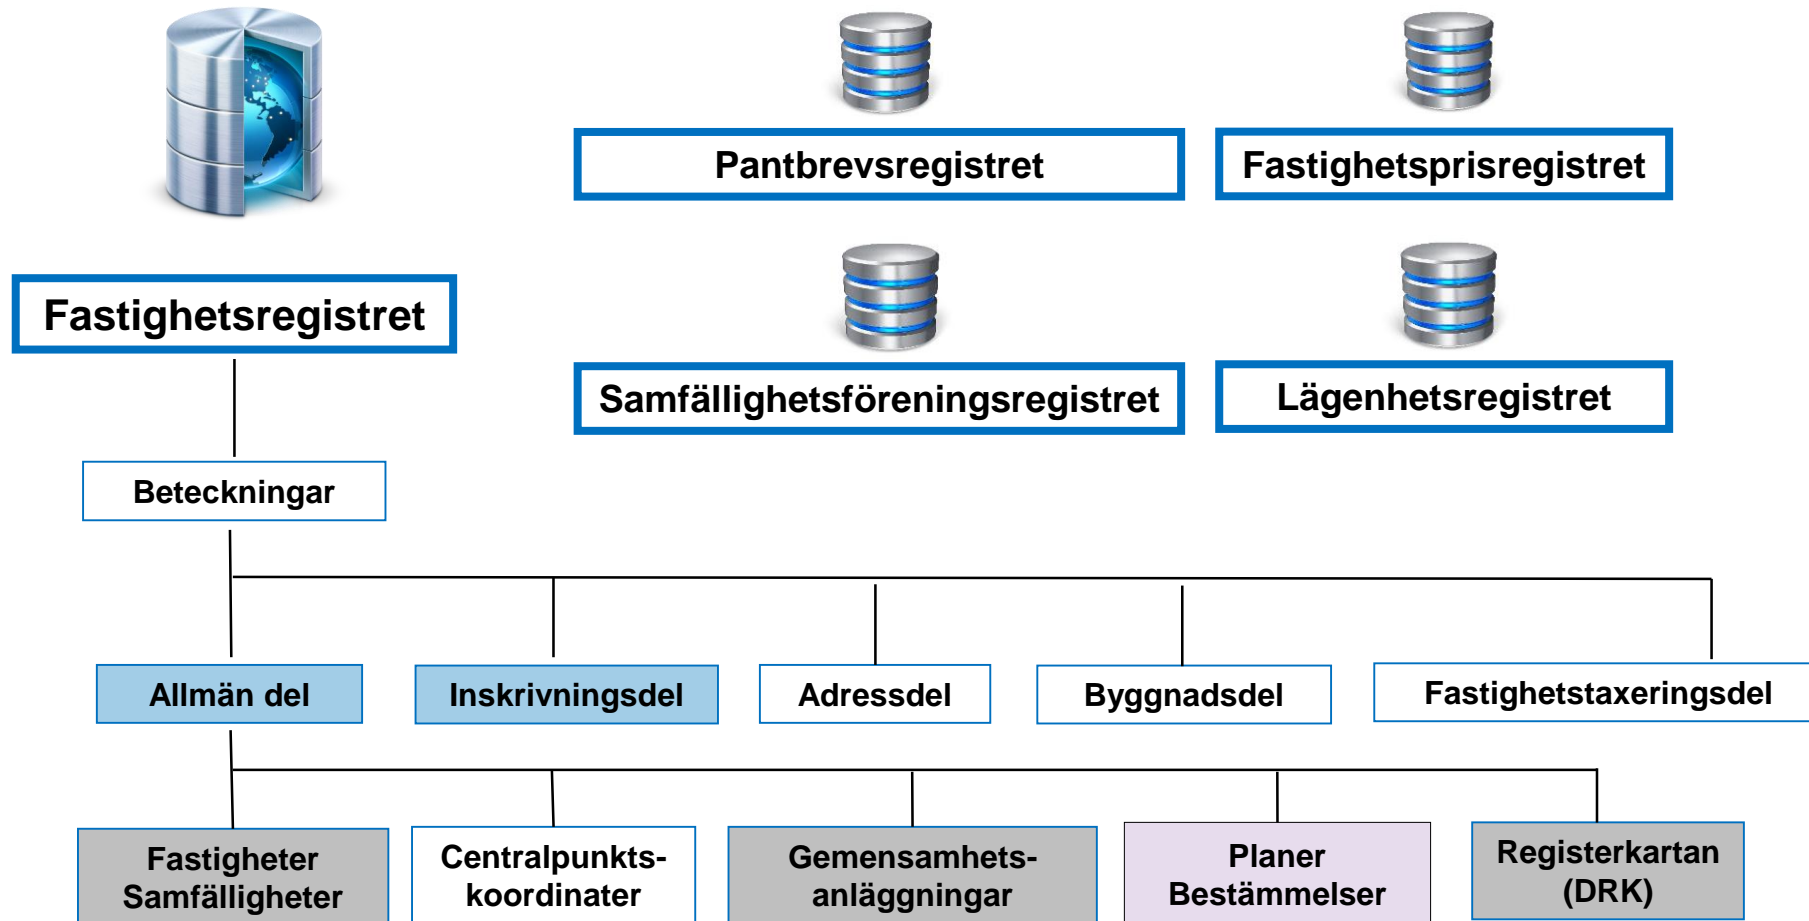 Pantbrevsregistret
Fastighetsprisregistret
Fastighetsregistret
Samfällighetsföreningsregistret
Lägenhetsregistret
Beteckningar
Allmän del
Inskrivningsdel
Adressdel
Byggnadsdel
Fastighetstaxeringsdel
Fastigheter
Samfälligheter
Centralpunkts-
koordinater
Gemensamhets-
anläggningar
Planer
Bestämmelser
Registerkartan
(DRK)